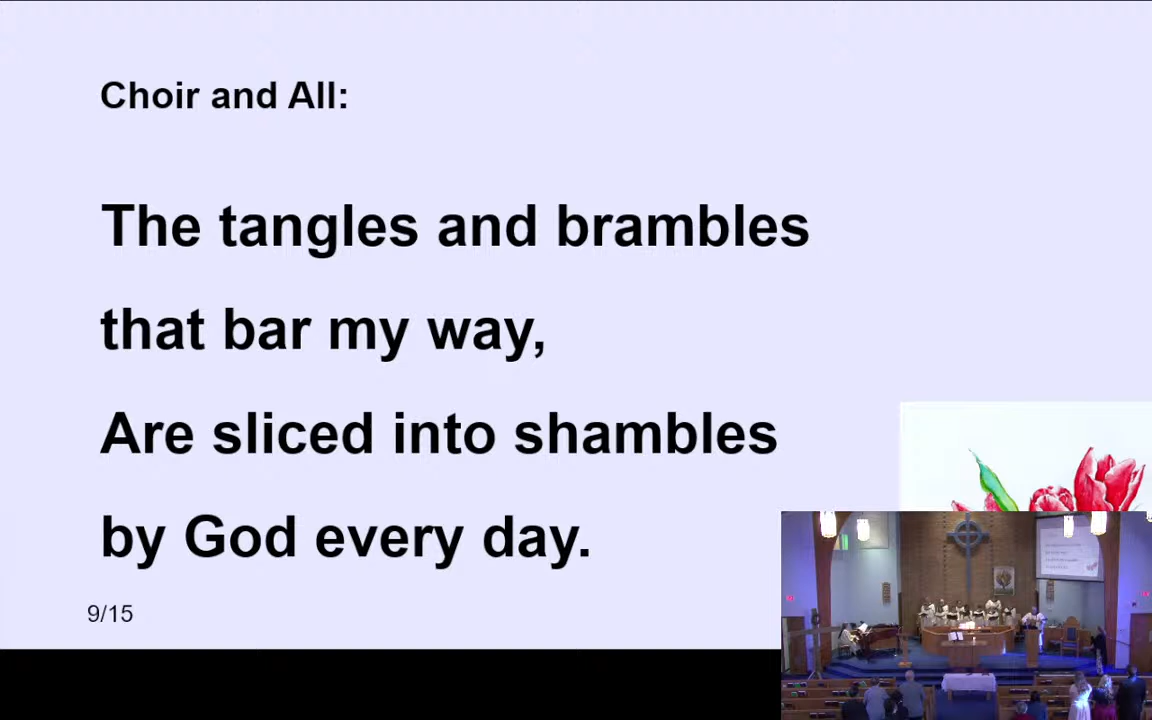 Choir and All:
The tangles and brambles
that bar my way,
Are sliced into shambles
by God every day.
9/15